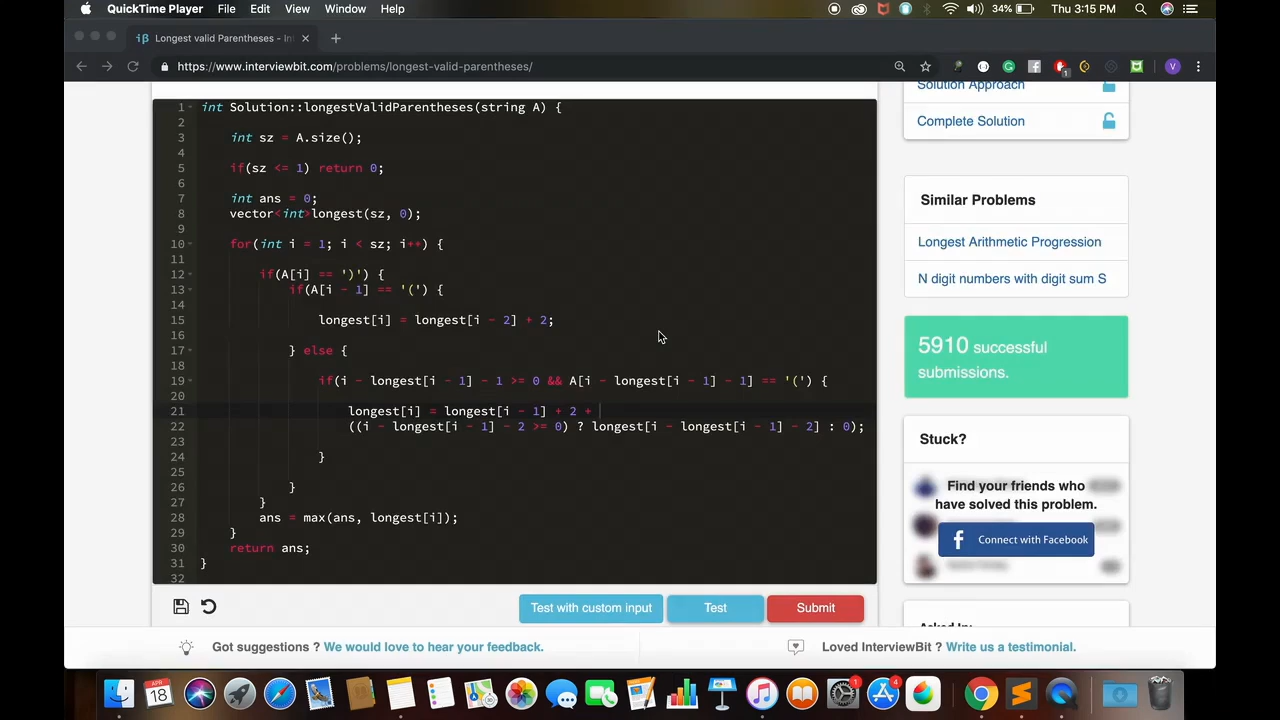 QuickTime Player File Edit View Window Help 34% Thu 3:15 PM
Longest valid Parentheses - In
https://www.interviewbit.com/problems/longest-valid-parentheses/
1 int Solution::longestValidParentheses(string A) {
2
3 int sz = A.size();
4
5 if(sz <= 1) return 0;
6
7 int ans = 0;
8 vector<int>longest(sz, 0);
9
10 for(int i = 1; i < sz; i++) {
11
12 if(A[i] == ')') {
13 if(A[i - 1] == '(') {
14
15 longest[i] = longest[i - 2] + 2;
16
17 } else {
18
19 if(i - longest[i - 1] - 1 >= 0 && A[i - longest[i - 1] - 1] == '(') {
20
21 longest[i] = longest[i - 1] + 2 +
22 ((i - longest[i - 1] - 2 >= 0) ? longest[i - longest[i - 1] - 2] : 0);
23
24 }
25
26 }
27 }
28 ans = max(ans, longest[i]);
29 }
30 return ans;
31 }
32
Test with custom input Test Submit
Solution Approach
Complete Solution
Similar Problems
Longest Arithmetic Progression
N digit numbers with digit sum S
5910 successful
submissions.
Stuck?
Find your friends who
have solved this problem.
Connect with Facebook
Got suggestions ? We would love to hear your feedback.
Loved InterviewBit ? Write us a testimonial.
APR
18